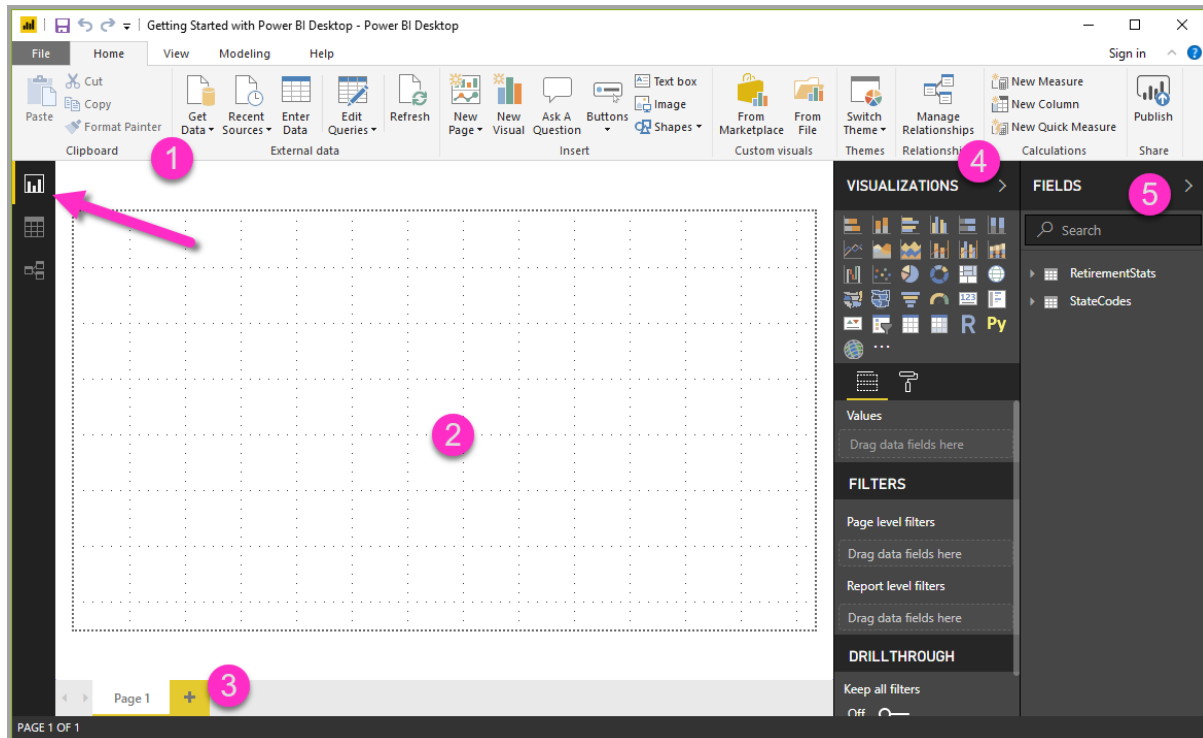 Getting Started with Power BI Desktop - Power BI Desktop
File Home View Modeling Help Sign in
Paste
Cut
Copy
Format Painter
Clipboard
Get Data
Recent Sources
Enter Data
Edit Queries
Refresh
External data
New Page
New Visual
Ask A Question
Buttons
Text box
Image
Shapes
Insert
From Marketplace
From File
Custom visuals
Switch Theme
Themes
Manage Relationships
Relationships
New Measure
New Column
New Quick Measure
Calculations
Publish
Share
1
4
VISUALIZATIONS
FIELDS
5
Search
RetirementStats
StateCodes
123
R Py
2
Values
Drag data fields here
FILTERS
Page level filters
Drag data fields here
Report level filters
Drag data fields here
DRILLTHROUGH
Keep all filters
Off
Page 1
3
PAGE 1 OF 1